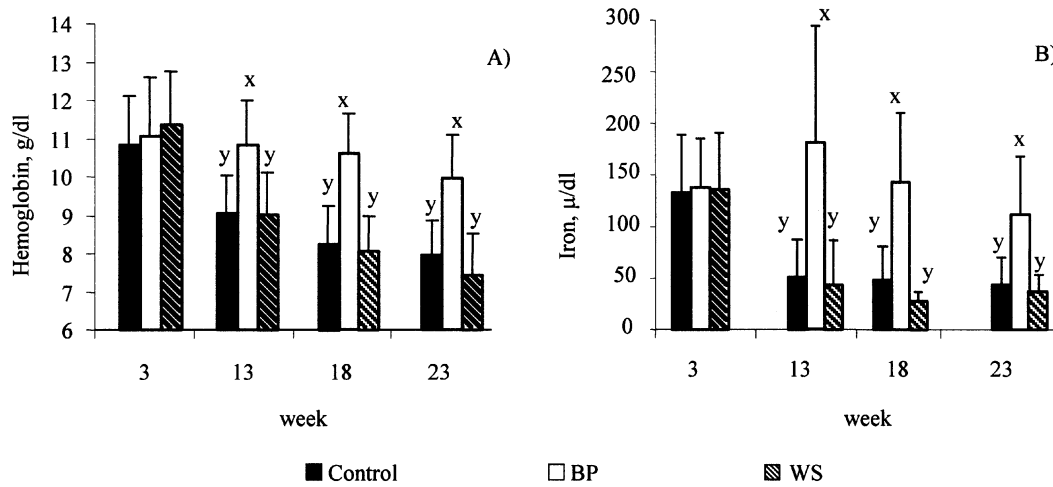 A)
Hemoglobin, g/dl
14
13
12
11
10
9
8
7
6
x
x
x
y y
y y
y y
3 13 18 23
week
B)
Iron, µ/dl
300
250
200
150
100
50
0
x
x
x
y y
y y
y y
3 13 18 23
week
Control BP WS